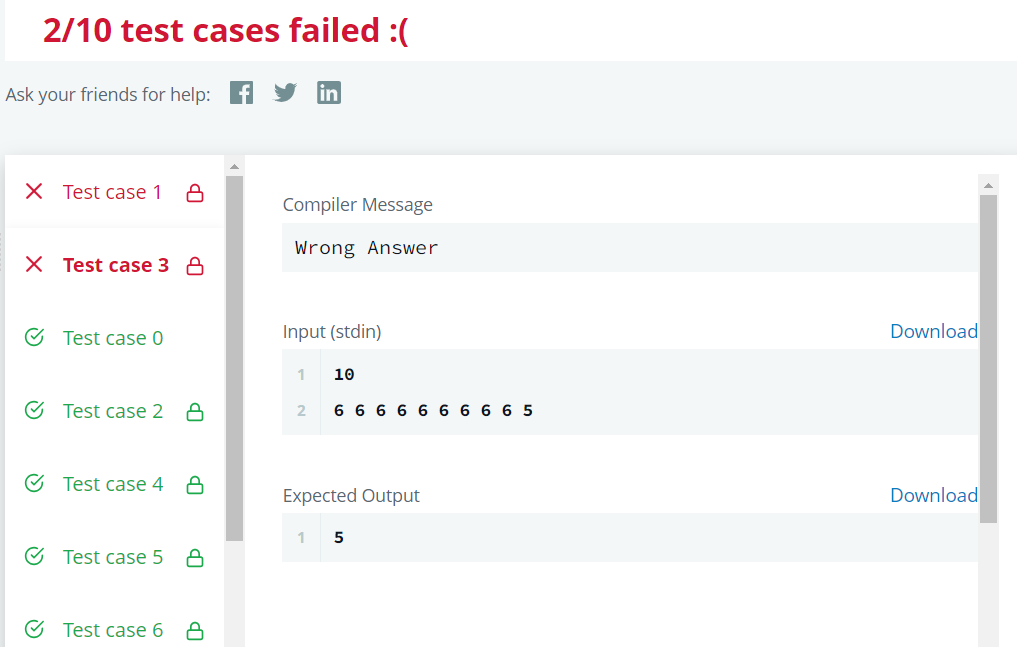 2/10 test cases failed :(
Ask your friends for help:
Test case 1
Test case 3
Test case 0
Test case 2
Test case 4
Test case 5
Test case 6
Compiler Message
Wrong Answer
Input (stdin) Download
1 10
2 6 6 6 6 6 6 6 6 6 5
Expected Output Download
1 5